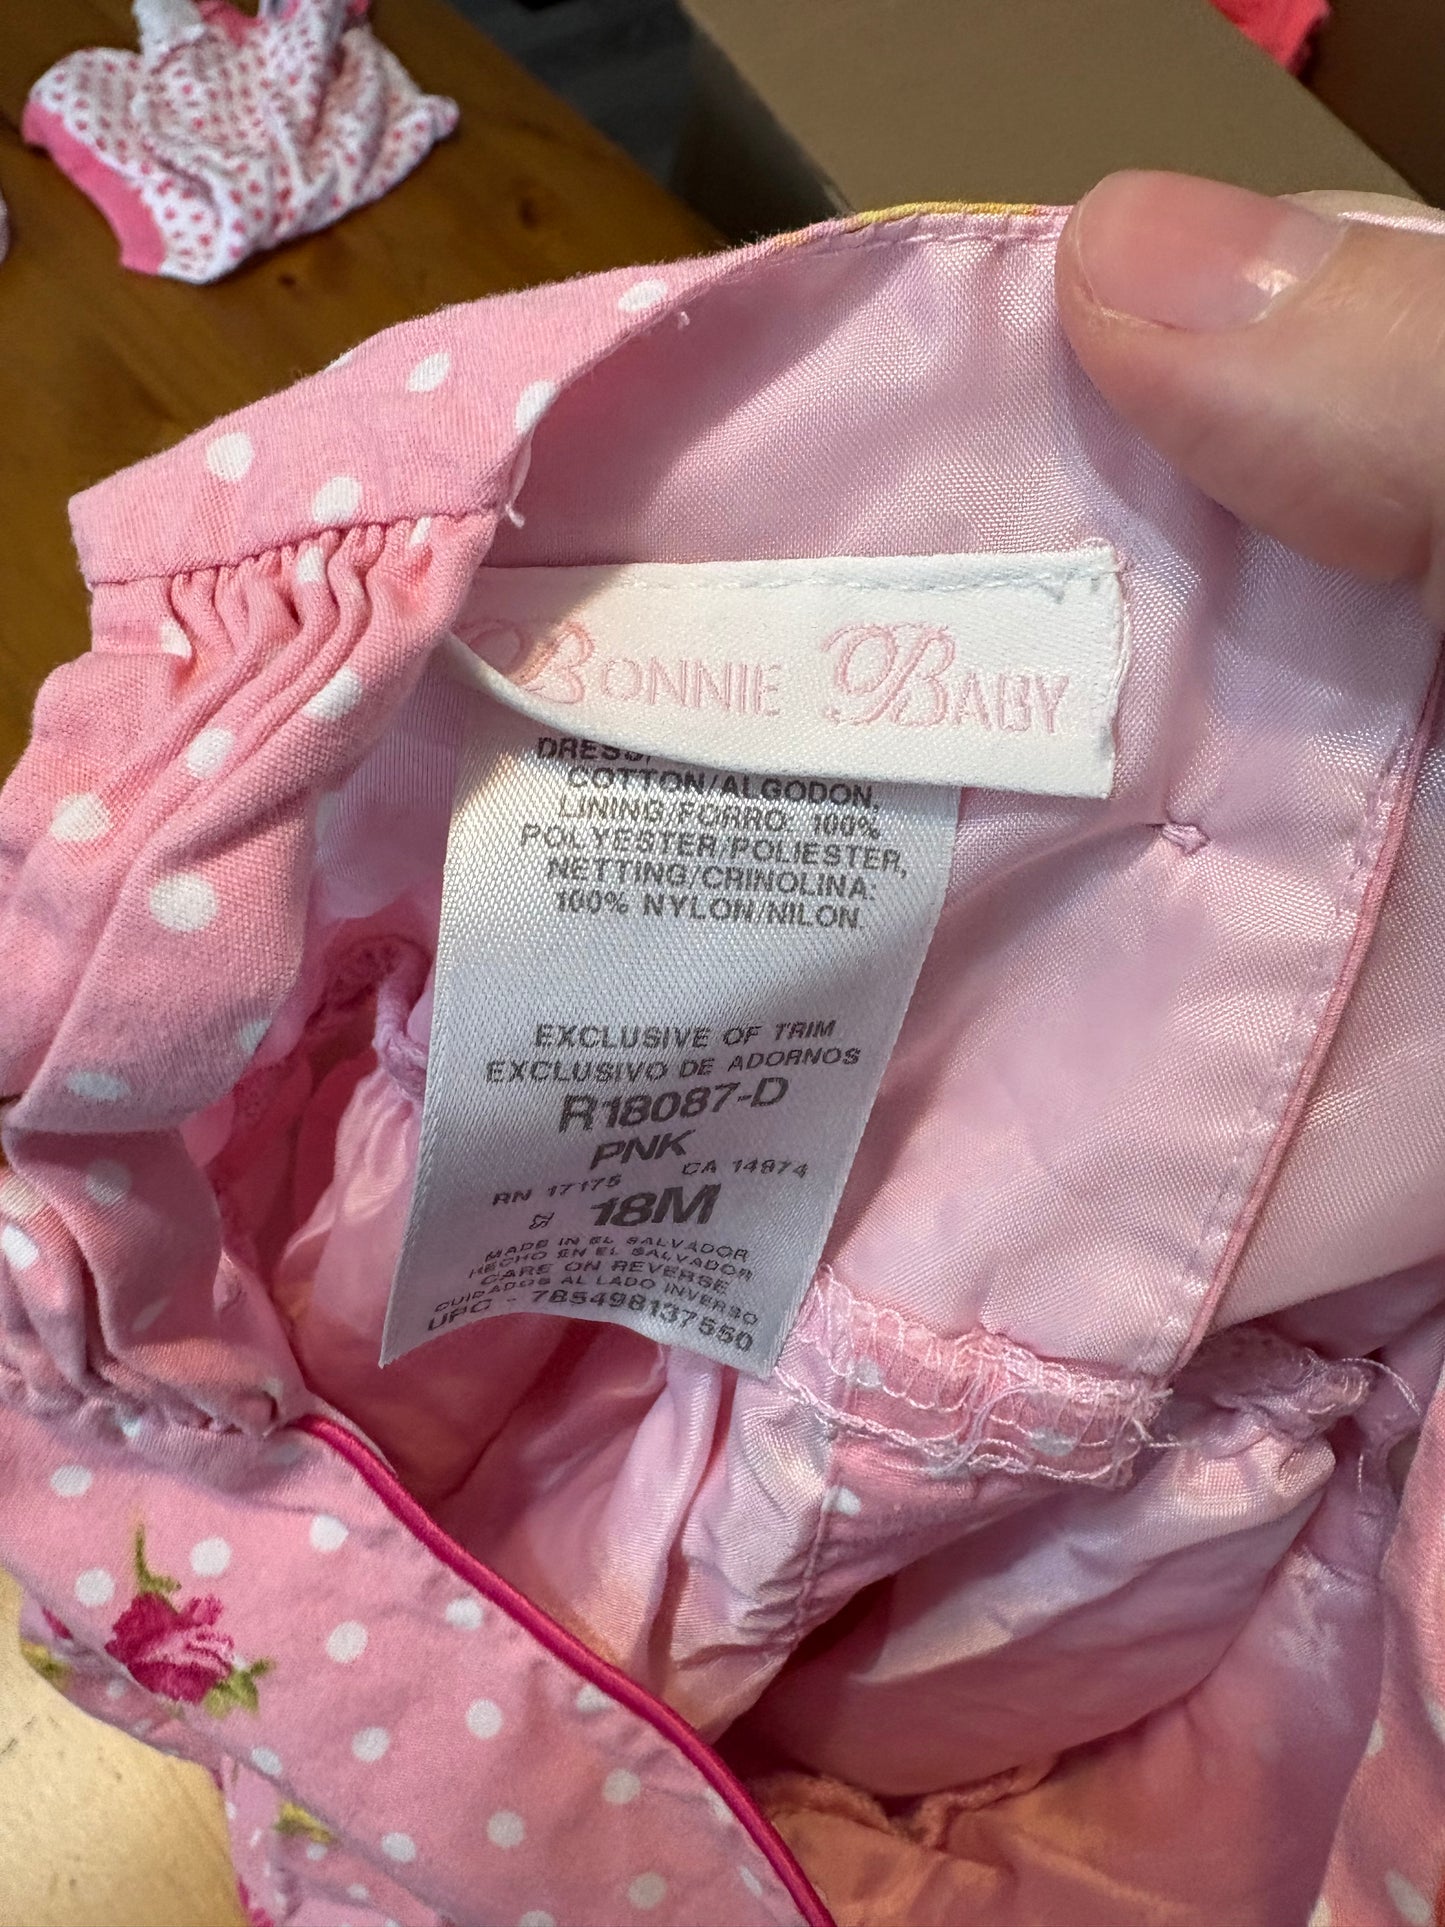 BONNIE BABY
DRESS/
COTTON/ALGODON.
LINING/FORRO: 100%
POLYESTER/POLIESTER,
NETTING/CRINOLINA:
100% NYLON/NILON.
EXCLUSIVE OF TRIM
EXCLUSIVO DE ADORNOS
R18087-D
PNK
RN 17175 CA 14974
18M
MADE IN EL SALVADOR
HECHO EN EL SALVADOR
CARE ON REVERSE
CUIDADOS AL LADO INVERSO
UPC - 785498137550